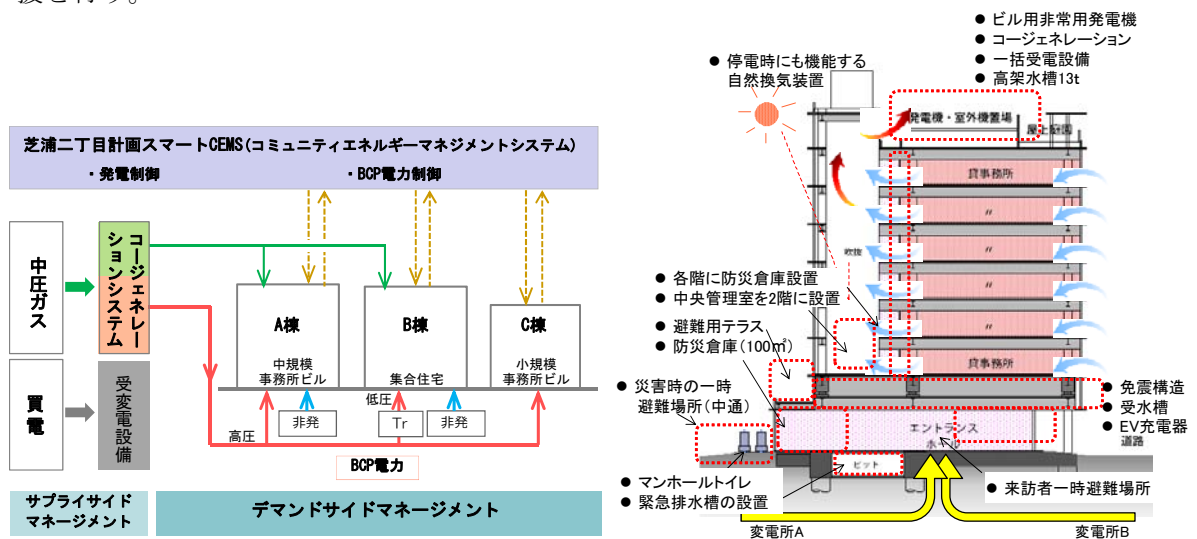 援を行う。
芝浦二丁目計画スマートCEMS(コミュニティエネルギーマネジメントシステム)
・発電制御
・BCP電力制御
中圧ガス
コージェネレーションシステム
買電
受変電設備
A棟
中規模
事務所ビル
B棟
集合住宅
C棟
小規模
事務所ビル
高圧
非発
低圧
Tr
非発
BCP電力
サプライサイド
マネージメント
デマンドサイドマネージメント
● ビル用非常用発電機
● コージェネレーション
● 一括受電設備
● 高架水槽13t
● 停電時にも機能する
自然換気装置
発電機・室外機置場
屋上庭園
貸事務所
〃
〃
〃
〃
貸事務所
吹抜
● 各階に防災倉庫設置
● 中央管理室を2階に設置
● 避難用テラス
● 防災倉庫(100㎡)
● 災害時の一時
避難場所(中通)
● 免震構造
● 受水槽
● EV充電器
道路
エントランス
ホール
ピット
● マンホールトイレ
● 緊急排水槽の設置
● 来訪者一時避難場所
変電所A
変電所B